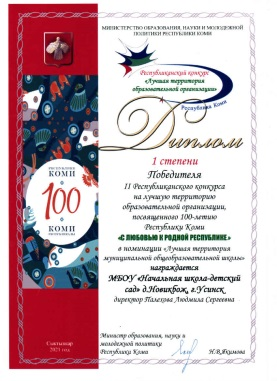 МИНИСТЕРСТВО ОБРАЗОВАНИЯ, НАУКИ И МОЛОДЕЖНОЙ
ПОЛИТИКИ РЕСПУБЛИКИ КОМИ
Республиканский конкурс
«Лучшая территория
образовательной организации»
Республика Коми
Диплом
1 степени
Победителя
II Республиканского конкурса
на лучшую территорию
образовательной организации,
посвященного 100-летию
Республики Коми
«С ЛЮБОВЬЮ К РОДНОЙ РЕСПУБЛИКЕ»
в номинации «Лучшая территория
муниципальной общеобразовательной школы»
награждается
МБОУ «Начальная школа-детский
сад» д.Новикбож, г.Усинск
директор Палехова Людмила Сергеевна
РЕСПУБЛИКА
КОМИ
100
КОМИ
РЕСПУБЛИКА
Министр образования, науки и
молодежной политики
Республики Коми
Н.В.Якимова
Сыктывкар
2021 год